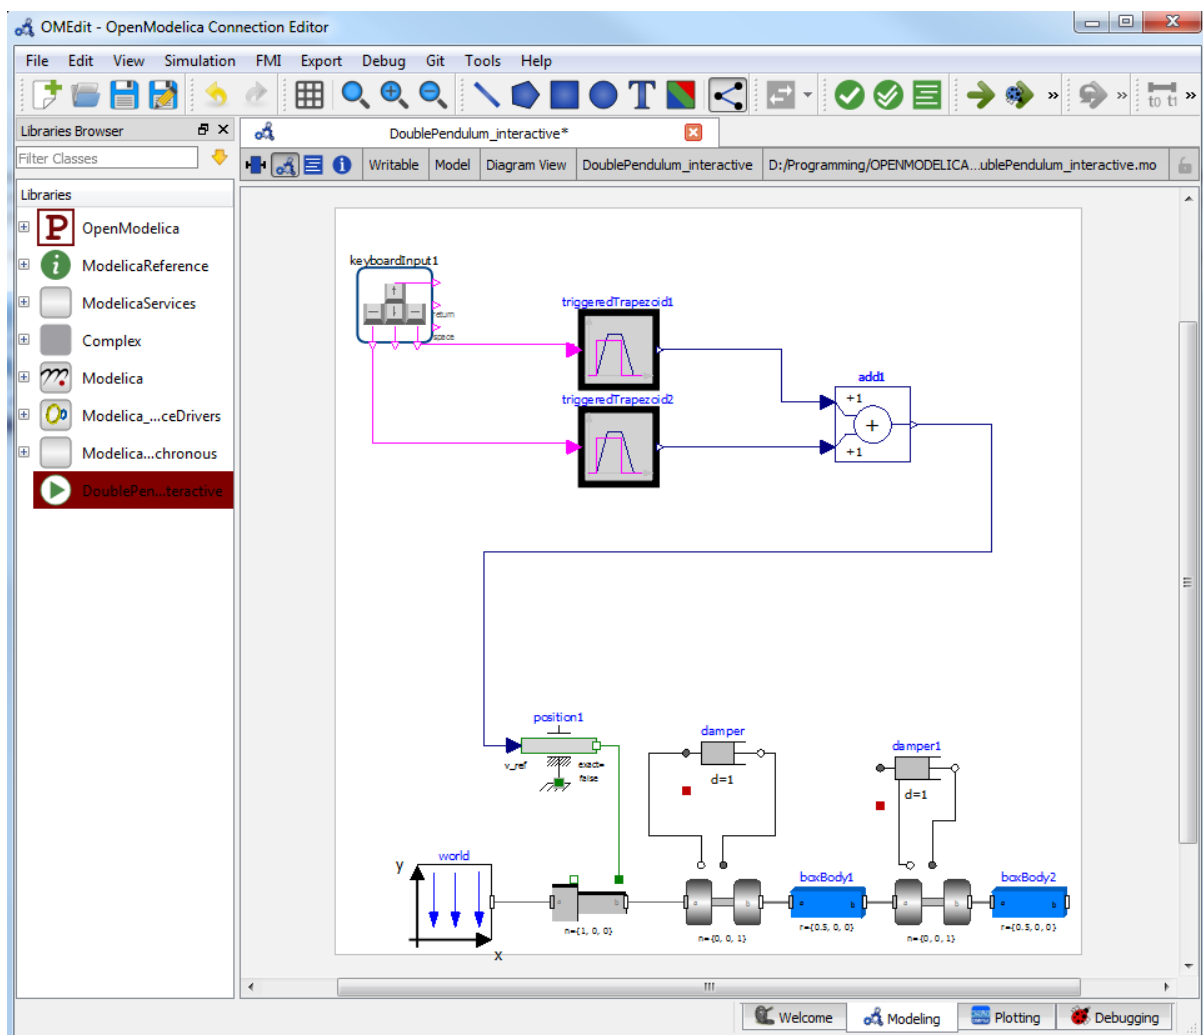 OMEdit - OpenModelica Connection Editor
File Edit View Simulation FMI Export Debug Git Tools Help
T » » t0 t1 »
Libraries Browser
DoublePendulum_interactive*
Filter Classes
Writable Model Diagram View DoublePendulum_interactive D:/Programming/OPENMODELICA...ublePendulum_interactive.mo
Libraries
P OpenModelica
i ModelicaReference
ModelicaServices
Complex
Modelica
Modelica_...ceDrivers
Modelica...chronous
DoublePen...teractive
keyboardInput1
return
space
triggeredTrapezoid1
triggeredTrapezoid2
add1
+1
+
+1
position1
v_ref
exact=
false
damper
d=1
damper1
d=1
world
y
x
a b
n={1, 0, 0}
a b
n={0, 0, 1}
boxBody1
a b
r={0.5, 0, 0}
a b
n={0, 0, 1}
boxBody2
a b
r={0.5, 0, 0}
Welcome Modeling Plotting Debugging